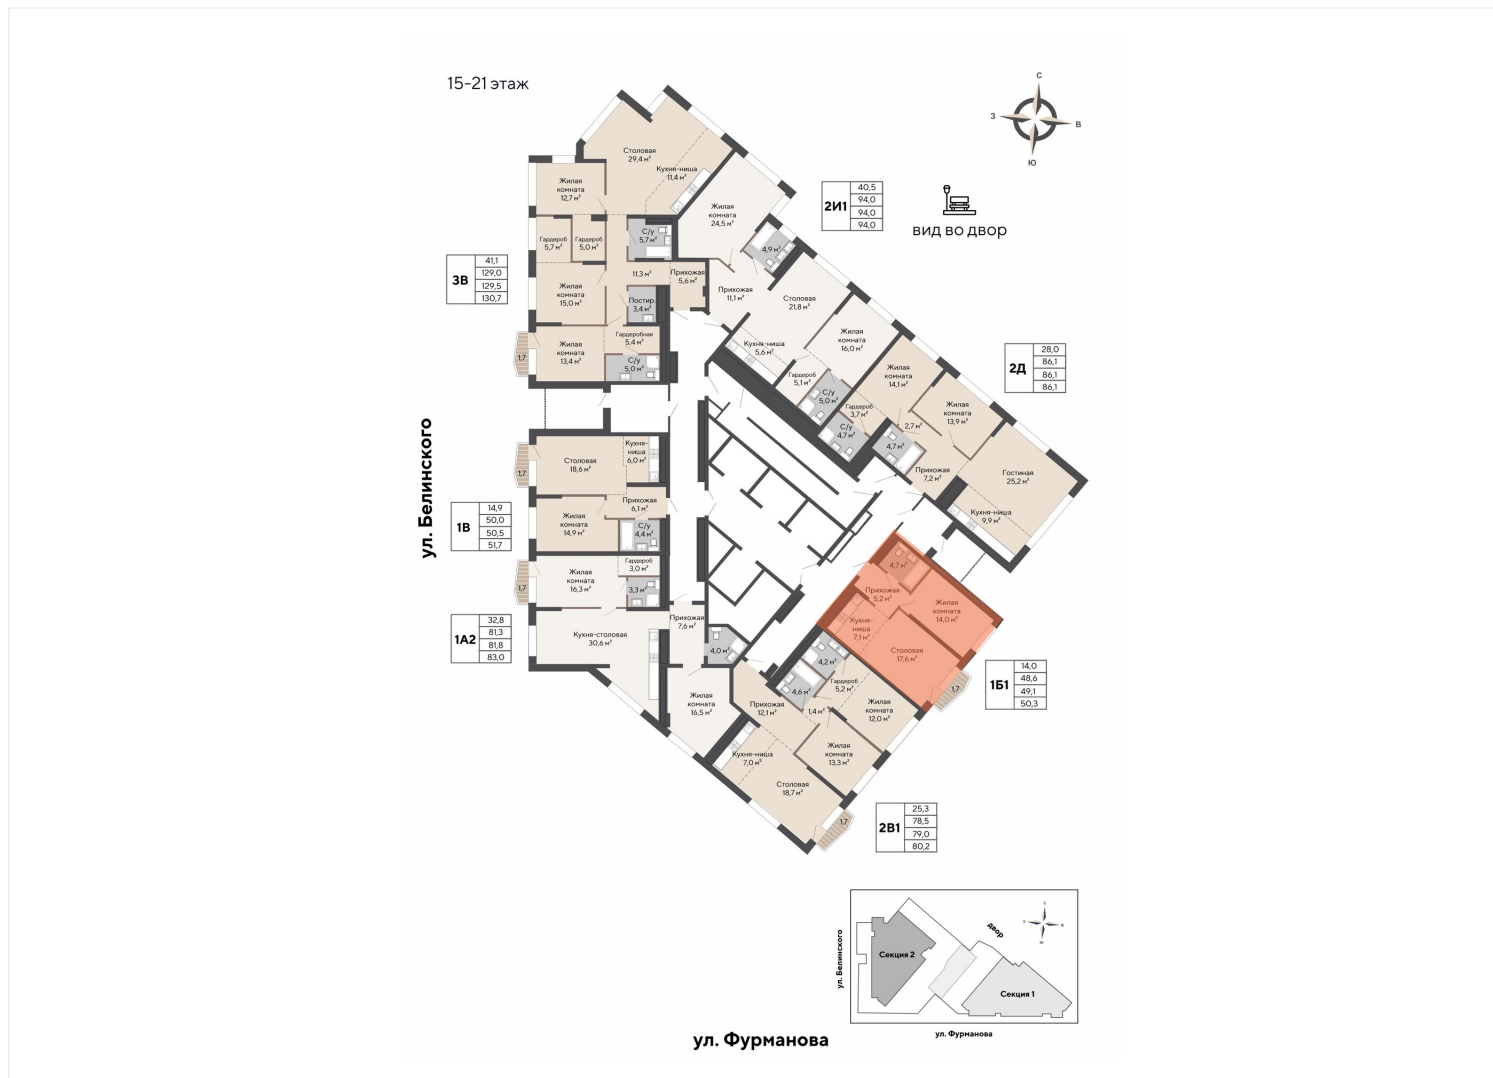 15-21 этаж
С
З
В
Ю
вид во двор
2И1
40,5
94,0
94,0
94,0
3В
41,1
129,0
129,5
130,7
2Д
28,0
86,1
86,1
86,1
1В
14,9
50,0
50,5
51,7
1А2
32,8
81,3
81,8
83,0
1Б1
14,0
48,6
49,1
50,3
2В1
25,3
78,5
79,0
80,2
Столовая
29,4 м²
Кухня-ниша
11,4 м²
Жилая
комната
12,7 м²
Гардероб
5,7 м²
Гардероб
5,0 м²
С/у
5,7 м²
11,3 м²
Прихожая
5,6 м²
Жилая
комната
15,0 м²
Постир.
3,4 м²
Жилая
комната
13,4 м²
Гардеробная
5,4 м²
С/у
5,0 м²
1,7
Жилая
комната
24,5 м²
4,9 м²
Прихожая
11,1 м²
Столовая
21,8 м²
Кухня-ниша
5,6 м²
Жилая
комната
16,0 м²
Гардероб
5,1 м²
С/у
5,0 м²
Жилая
комната
14,1 м²
Гардероб
3,7 м²
С/у
4,7 м²
2,7 м²
Жилая
комната
13,9 м²
4,7 м²
Прихожая
7,2 м²
Гостиная
25,2 м²
Кухня-ниша
9,9 м²
ул. Белинского
Столовая
18,6 м²
Кухня-
ниша
6,0 м²
1,7
Прихожая
6,1 м²
Жилая
комната
14,9 м²
С/у
4,4 м²
Жилая
комната
16,3 м²
Гардероб
3,0 м²
3,3 м²
1,7
Кухня-столовая
30,6 м²
Прихожая
7,6 м²
4,0 м²
Жилая
комната
16,5 м²
4,7 м²
Прихожая
5,2 м²
Жилая
комната
14,0 м²
Кухня-
ниша
7,1 м²
Столовая
17,6 м²
1,7
4,2 м²
4,6 м²
Гардероб
5,2 м²
1,4 м²
Жилая
комната
12,0 м²
Прихожая
12,1 м²
Жилая
комната
13,3 м²
Кухня-ниша
7,0 м²
Столовая
18,7 м²
1,7
ул. Белинского
Секция 2
двор
С
З
В
Ю
Секция 1
ул. Фурманова
ул. Фурманова